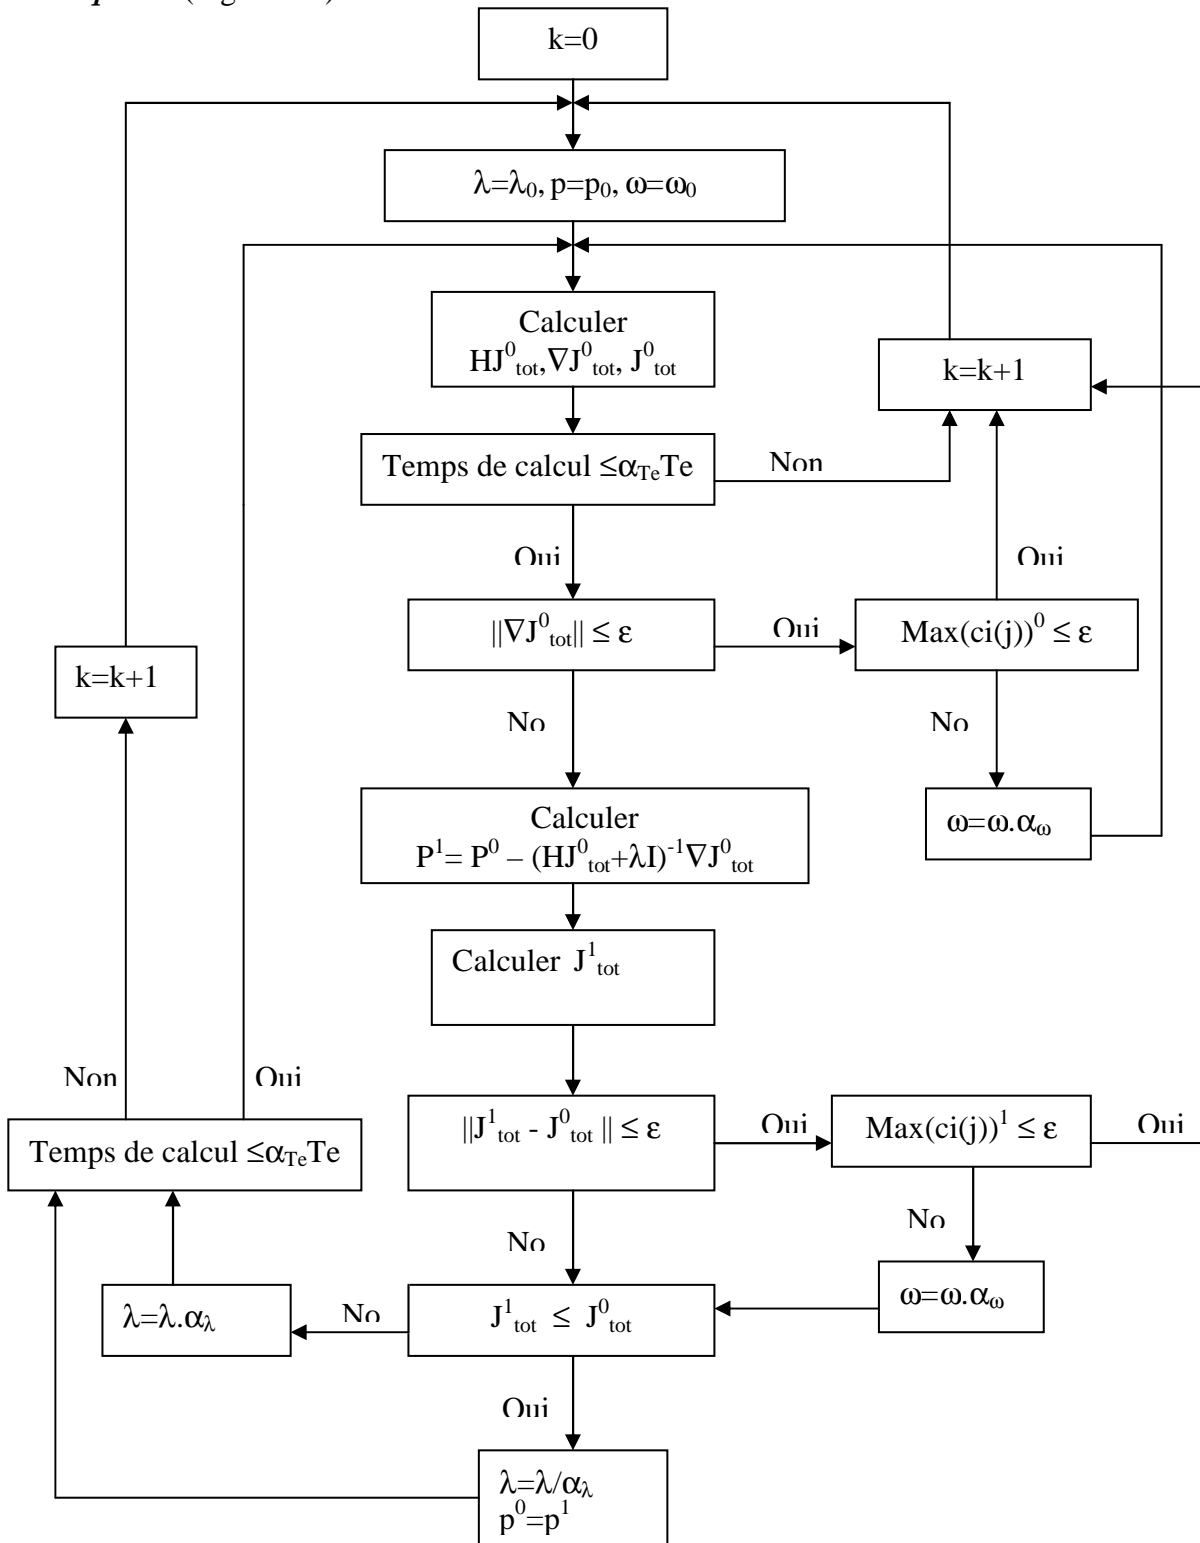 k=0
λ=λ₀, p=p₀, ω=ω₀
Calculer
HJ⁰tot,∇J⁰tot, J⁰tot
k=k+1
Temps de calcul ≤αTeTe
Non
Oui
Oui
||∇J⁰tot|| ≤ ε
Oui
Max(ci(j))⁰ ≤ ε
k=k+1
No
No
Calculer
P¹= P⁰ – (HJ⁰tot+λI)⁻¹∇J⁰tot
ω=ω.αω
Calculer J¹tot
Non
Oui
||J¹tot - J⁰tot || ≤ ε
Oui
Max(ci(j))¹ ≤ ε
Oui
Temps de calcul ≤αTeTe
No
No
λ=λ.αλ
No
J¹tot ≤ J⁰tot
ω=ω.αω
Oui
λ=λ/αλ
p⁰=p¹